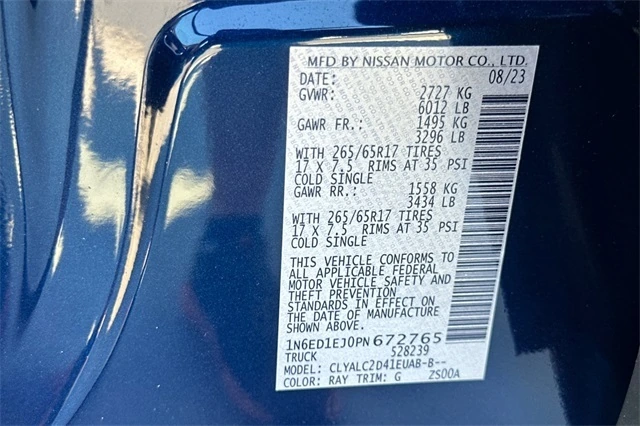 MFD BY NISSAN MOTOR CO., LTD.
DATE: 08/23
GVWR: 2727 KG
6012 LB
GAWR FR.: 1495 KG
3296 LB
WITH 265/65R17 TIRES
17 X 7.5 RIMS AT 35 PSI
COLD SINGLE
GAWR RR.: 1558 KG
3434 LB
WITH 265/65R17 TIRES
17 X 7.5 RIMS AT 35 PSI
COLD SINGLE
THIS VEHICLE CONFORMS TO
ALL APPLICABLE FEDERAL
MOTOR VEHICLE SAFETY AND
THEFT PREVENTION
STANDARDS IN EFFECT ON
THE DATE OF MANUFACTURE
SHOWN ABOVE.
1N6ED1EJ0PN672765
TRUCK 528239
MODEL: CLYALC2D41EUAB-B--
COLOR: RAY TRIM: G ZS00A